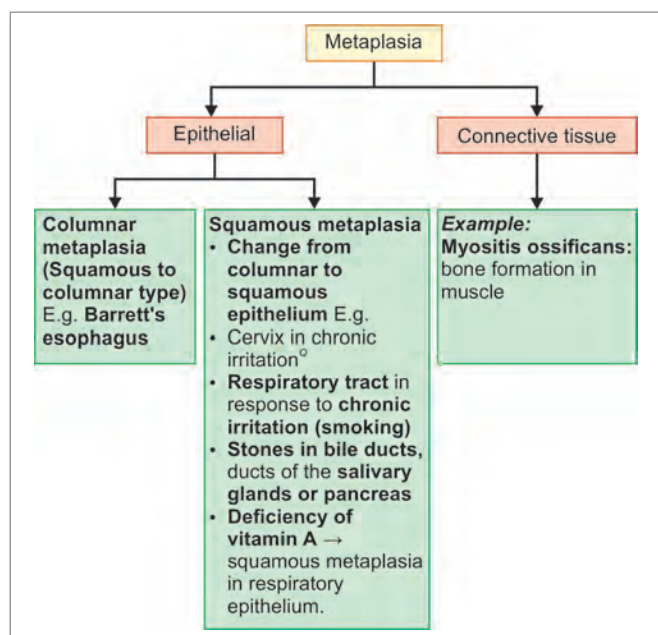 Metaplasia
Epithelial
Connective tissue
Columnar
metaplasia
(Squamous to
columnar type)
E.g. Barrett's
esophagus
Squamous metaplasia
• Change from
columnar to
squamous
epithelium E.g.
• Cervix in chronic
irritation^Q
• Respiratory tract in
response to chronic
irritation (smoking)
• Stones in bile ducts,
ducts of the salivary
glands or pancreas
• Deficiency of
vitamin A →
squamous metaplasia
in respiratory
epithelium.
Example:
Myositis ossificans:
bone formation in
muscle